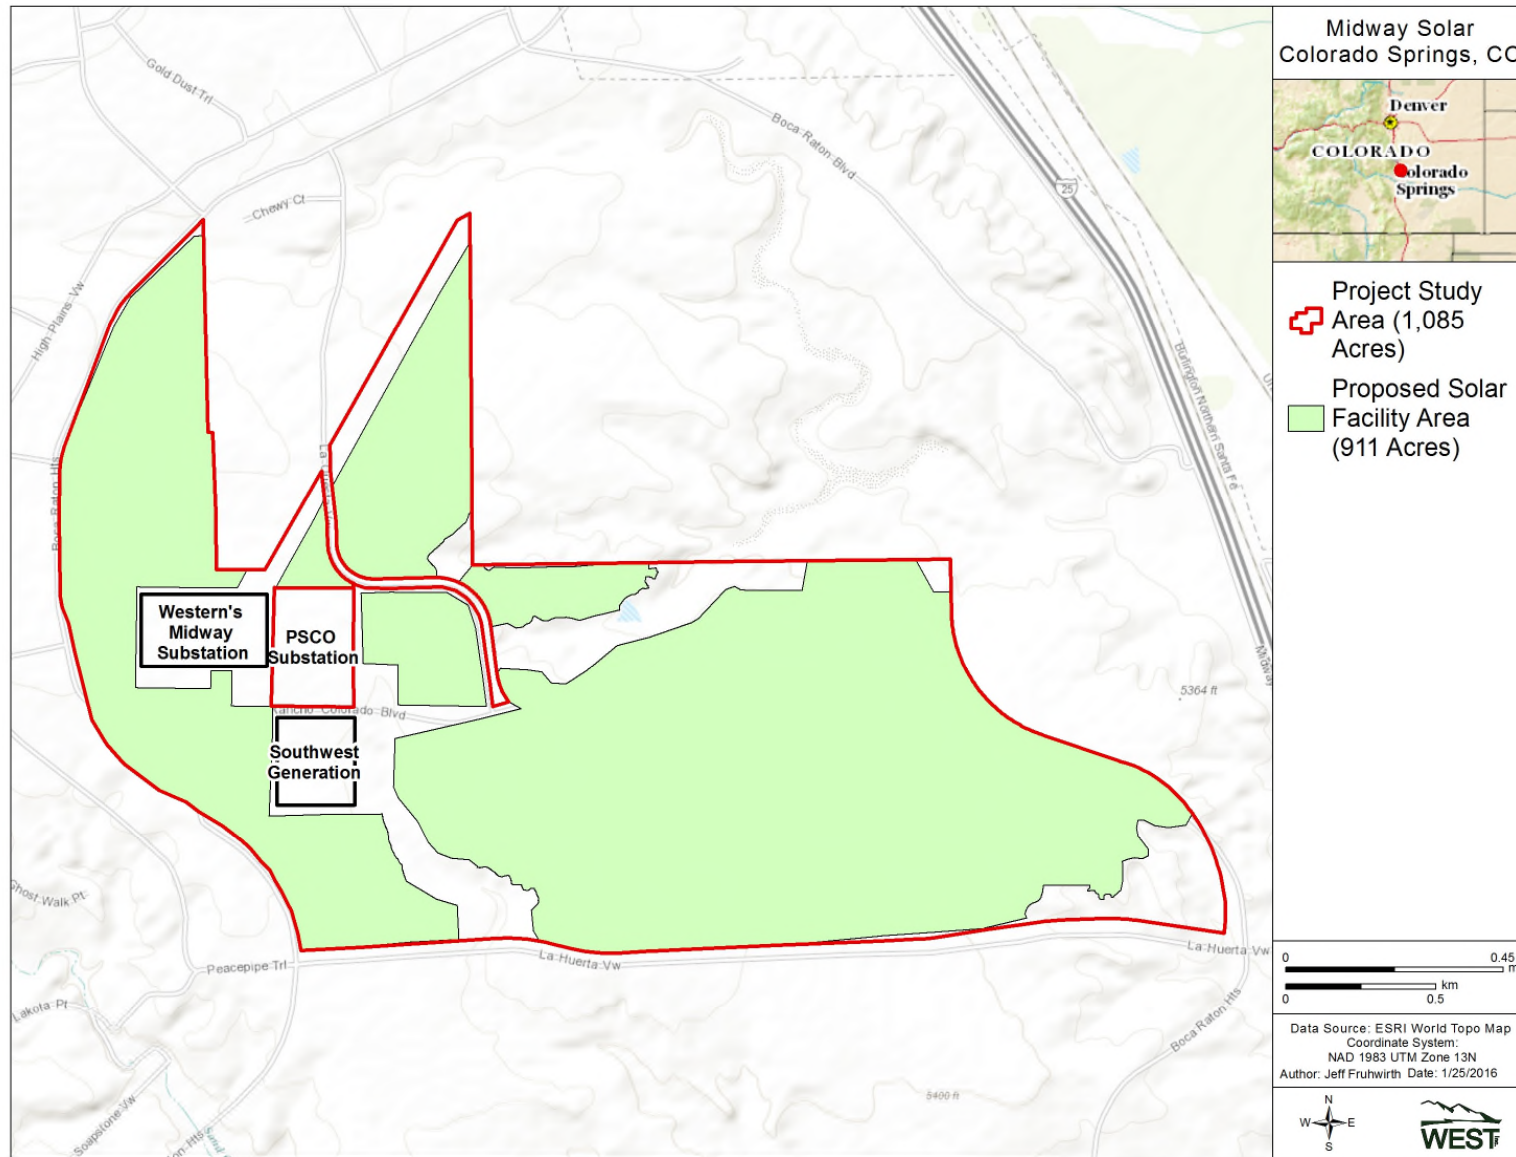 Midway Solar
Colorado Springs, CO
Denver
COLORADO
Colorado
Springs
Project Study
Area (1,085
Acres)
Proposed Solar
Facility Area
(911 Acres)
Gold Dust Trl
Boca Raton Blvd
25
Chewy Ct
High Plains Vw
Burlington Northern Santa Fe
Boca Raton Hts
Western's
Midway
Substation
PSCO
Substation
5364 ft
Midway
Rancho Colorado Blvd
Southwest
Generation
Ghost Walk Pt
La Huerta Vw
La Huerta Vw
Peacepipe Trl
Lakota Pt
Boca Raton Hts
5400 ft
Soapstone Vw
0 0.45
km
0 0.5
Data Source: ESRI World Topo Map
Coordinate System:
NAD 1983 UTM Zone 13N
Author: Jeff Fruhwirth Date: 1/25/2016
N
W E
S
WEST